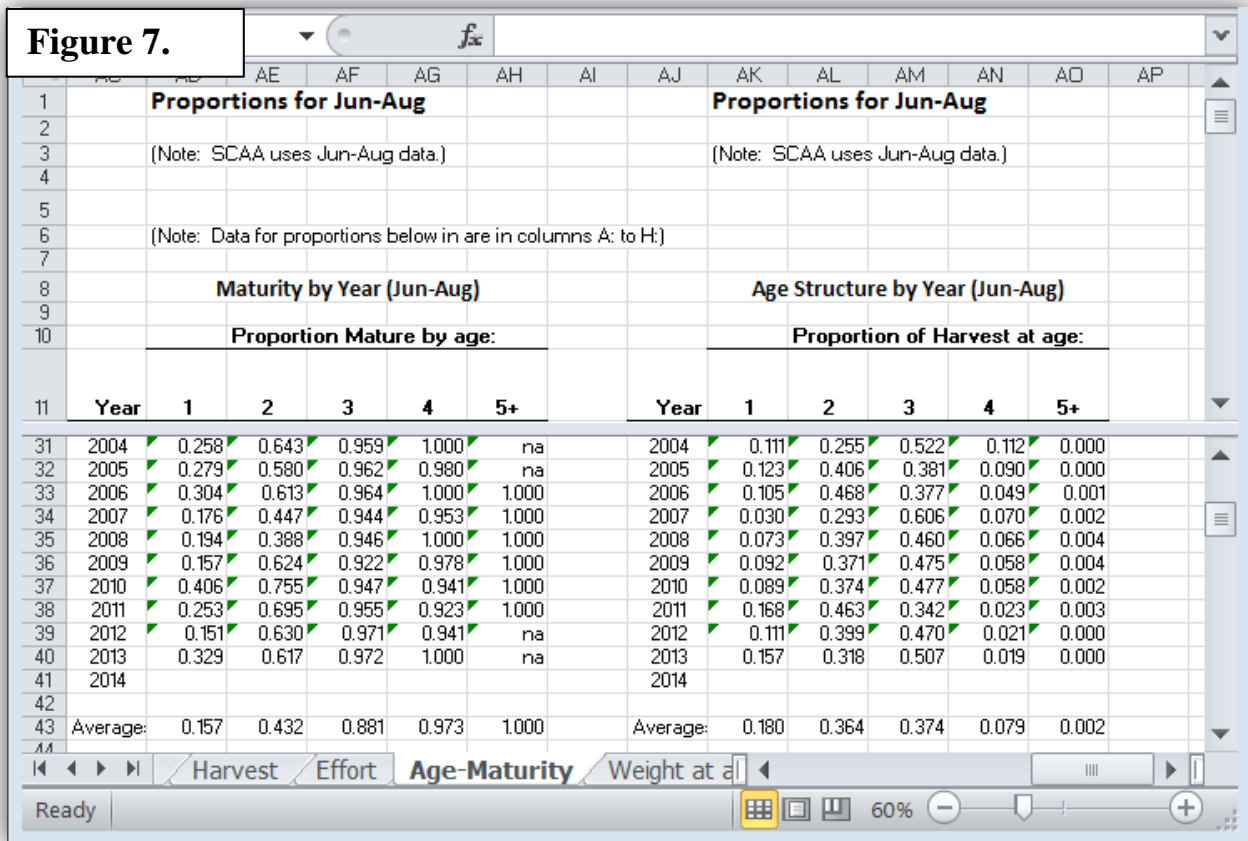 Figure 7.
fx
AE AF AG AH AI AJ AK AL AM AN AO AP
1 Proportions for Jun-Aug Proportions for Jun-Aug
2
3 (Note: SCAA uses Jun-Aug data.) (Note: SCAA uses Jun-Aug data.)
4
5
6 (Note: Data for proportions below in are in columns A: to H:)
7
8 Maturity by Year (Jun-Aug) Age Structure by Year (Jun-Aug)
9
10 Proportion Mature by age: Proportion of Harvest at age:
11 Year 1 2 3 4 5+ Year 1 2 3 4 5+
31 2004 0.258 0.643 0.959 1.000 na 2004 0.111 0.255 0.522 0.112 0.000
32 2005 0.279 0.580 0.962 0.980 na 2005 0.123 0.406 0.381 0.090 0.000
33 2006 0.304 0.613 0.964 1.000 1.000 2006 0.105 0.468 0.377 0.049 0.001
34 2007 0.176 0.447 0.944 0.953 1.000 2007 0.030 0.293 0.606 0.070 0.002
35 2008 0.194 0.388 0.946 1.000 1.000 2008 0.073 0.397 0.460 0.066 0.004
36 2009 0.157 0.624 0.922 0.978 1.000 2009 0.092 0.371 0.475 0.058 0.004
37 2010 0.406 0.755 0.947 0.941 1.000 2010 0.089 0.374 0.477 0.058 0.002
38 2011 0.253 0.695 0.955 0.923 1.000 2011 0.168 0.463 0.342 0.023 0.003
39 2012 0.151 0.630 0.971 0.941 na 2012 0.111 0.399 0.470 0.021 0.000
40 2013 0.329 0.617 0.972 1.000 na 2013 0.157 0.318 0.507 0.019 0.000
41 2014 2014
42
43 Average: 0.157 0.432 0.881 0.973 1.000 Average: 0.180 0.364 0.374 0.079 0.002
Harvest Effort Age-Maturity Weight at a
Ready 60%